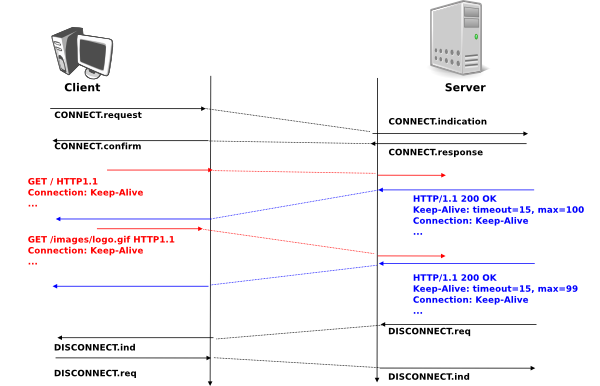 Client
Server
CONNECT.request
CONNECT.indication
CONNECT.confirm
CONNECT.response
GET / HTTP1.1
Connection: Keep-Alive
...
HTTP/1.1 200 OK
Keep-Alive: timeout=15, max=100
Connection: Keep-Alive
...
GET /images/logo.gif HTTP1.1
Connection: Keep-Alive
...
HTTP/1.1 200 OK
Keep-Alive: timeout=15, max=99
Connection: Keep-Alive
...
DISCONNECT.req
DISCONNECT.ind
DISCONNECT.req
DISCONNECT.ind